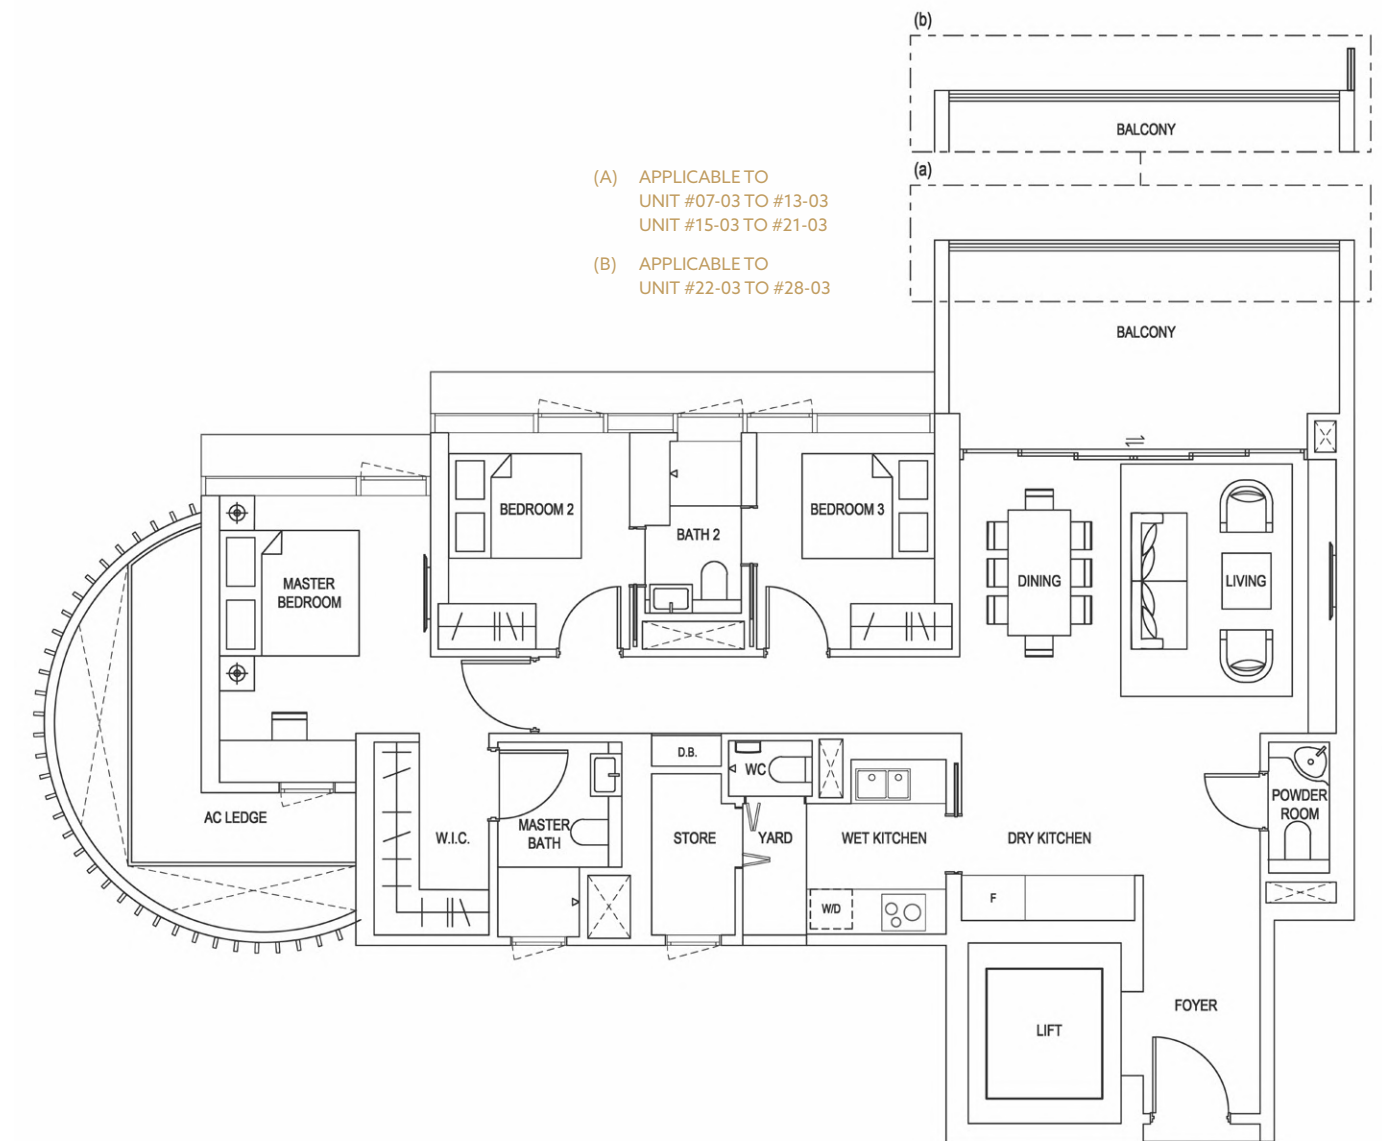 (b)
BALCONY
(a)
(A) APPLICABLE TO
UNIT #07-03 TO #13-03
UNIT #15-03 TO #21-03
(B) APPLICABLE TO
UNIT #22-03 TO #28-03
BALCONY
BEDROOM 2
BEDROOM 3
BATH 2
MASTER
BEDROOM
DINING
LIVING
D.B.
WC
POWDER
ROOM
AC LEDGE
W.I.C.
MASTER
BATH
STORE
YARD
WET KITCHEN
DRY KITCHEN
W/D
F
FOYER
LIFT